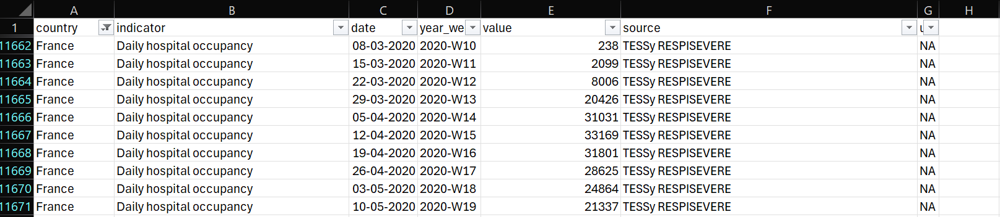 A B C D E F G H
1 country indicator date year_we value source u
11662 France Daily hospital occupancy 08-03-2020 2020-W10 238 TESSy RESPISEVERE NA
11663 France Daily hospital occupancy 15-03-2020 2020-W11 2099 TESSy RESPISEVERE NA
11664 France Daily hospital occupancy 22-03-2020 2020-W12 8006 TESSy RESPISEVERE NA
11665 France Daily hospital occupancy 29-03-2020 2020-W13 20426 TESSy RESPISEVERE NA
11666 France Daily hospital occupancy 05-04-2020 2020-W14 31031 TESSy RESPISEVERE NA
11667 France Daily hospital occupancy 12-04-2020 2020-W15 33169 TESSy RESPISEVERE NA
11668 France Daily hospital occupancy 19-04-2020 2020-W16 31801 TESSy RESPISEVERE NA
11669 France Daily hospital occupancy 26-04-2020 2020-W17 28625 TESSy RESPISEVERE NA
11670 France Daily hospital occupancy 03-05-2020 2020-W18 24864 TESSy RESPISEVERE NA
11671 France Daily hospital occupancy 10-05-2020 2020-W19 21337 TESSy RESPISEVERE NA